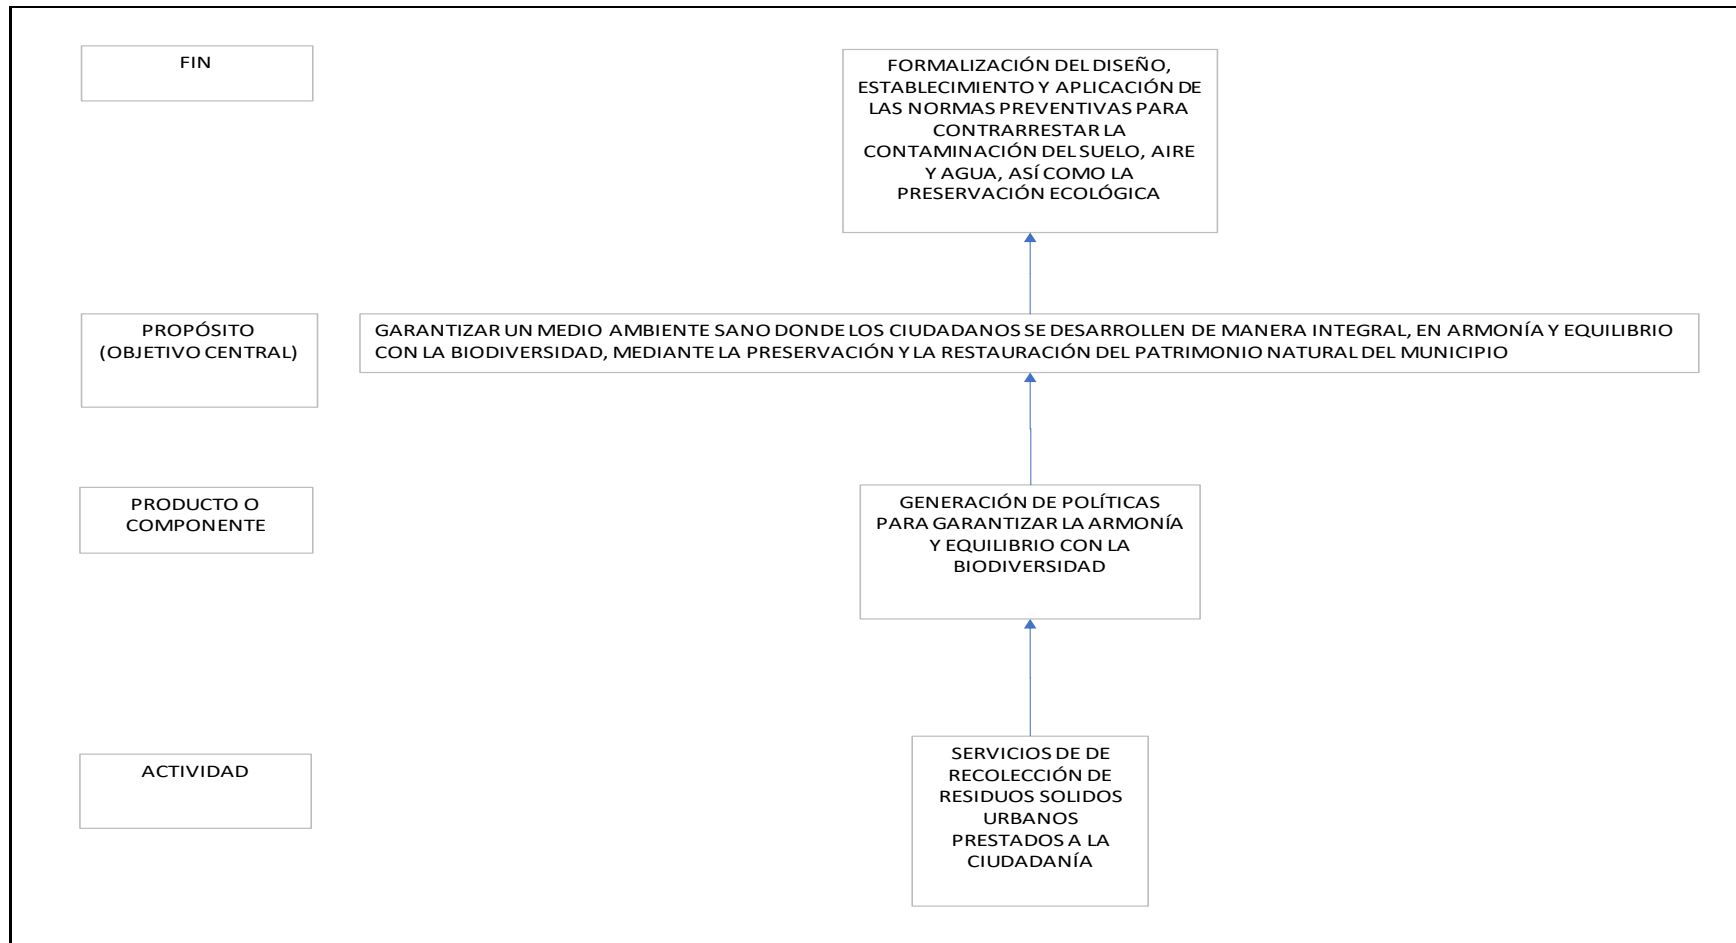 FIN
FORMALIZACIÓN DEL DISEÑO,
ESTABLECIMIENTO Y APLICACIÓN DE
LAS NORMAS PREVENTIVAS PARA
CONTRARRESTAR LA
CONTAMINACIÓN DEL SUELO, AIRE
Y AGUA, ASÍ COMO LA
PRESERVACIÓN ECOLÓGICA
PROPÓSITO
(OBJETIVO CENTRAL)
GARANTIZAR UN MEDIO AMBIENTE SANO DONDE LOS CIUDADANOS SE DESARROLLEN DE MANERA INTEGRAL, EN ARMONÍA Y EQUILIBRIO
CON LA BIODIVERSIDAD, MEDIANTE LA PRESERVACIÓN Y LA RESTAURACIÓN DEL PATRIMONIO NATURAL DEL MUNICIPIO
PRODUCTO O
COMPONENTE
GENERACIÓN DE POLÍTICAS
PARA GARANTIZAR LA ARMONÍA
Y EQUILIBRIO CON LA
BIODIVERSIDAD
ACTIVIDAD
SERVICIOS DE DE
RECOLECCIÓN DE
RESIDUOS SOLIDOS
URBANOS
PRESTADOS A LA
CIUDADANÍA